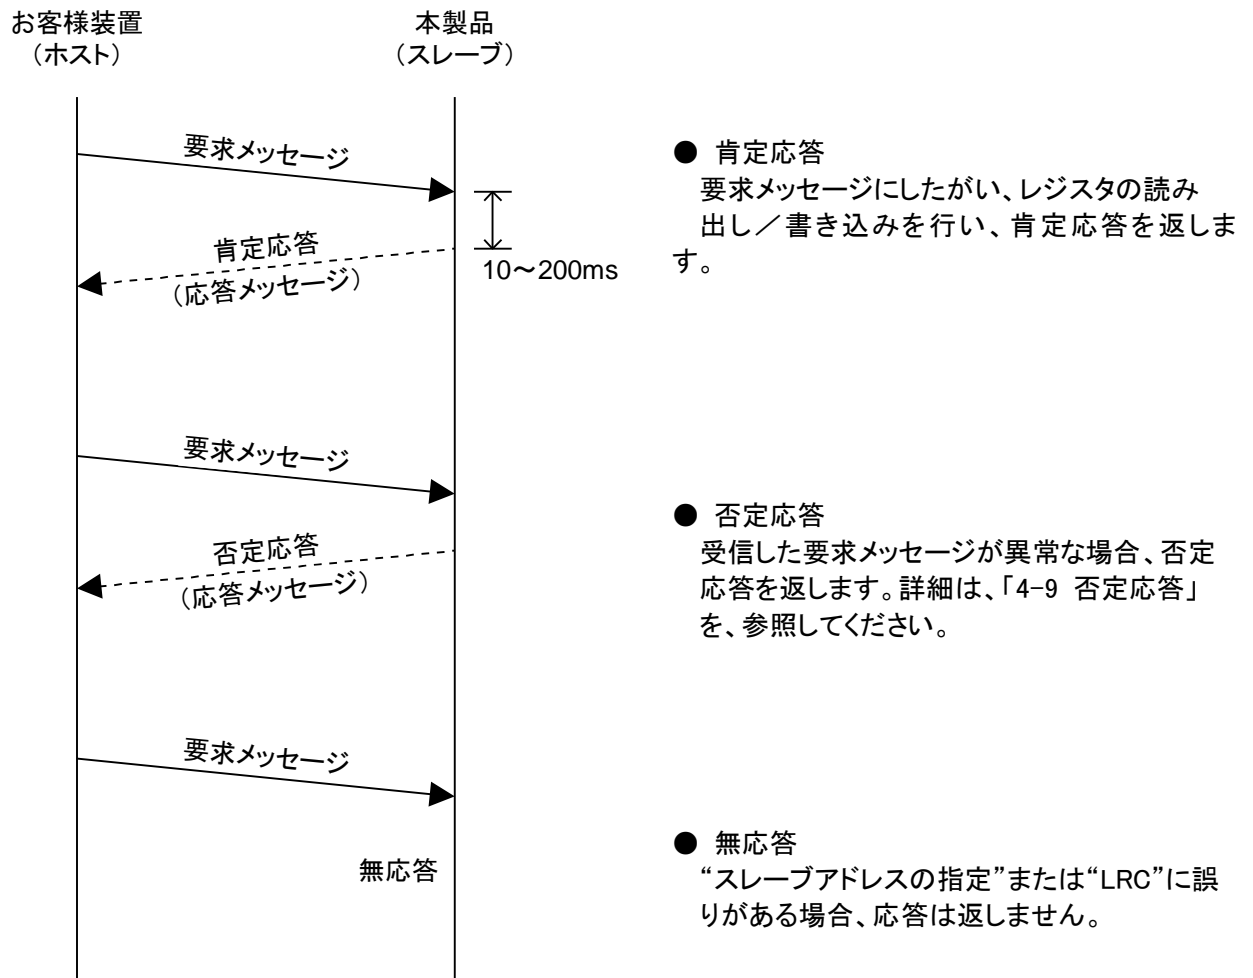 お客様装置
（ホスト）
本製品
（スレーブ）
要求メッセージ
肯定応答
（応答メッセージ）
10～200ms
● 肯定応答
要求メッセージにしたがい、レジスタの読み
出し／書き込みを行い、肯定応答を返しま
す。
要求メッセージ
否定応答
（応答メッセージ）
● 否定応答
受信した要求メッセージが異常な場合、否定
応答を返します。詳細は、「4-9 否定応答」
を、参照してください。
要求メッセージ
無応答
● 無応答
“スレーブアドレスの指定”または“LRC”に誤
りがある場合、応答は返しません。